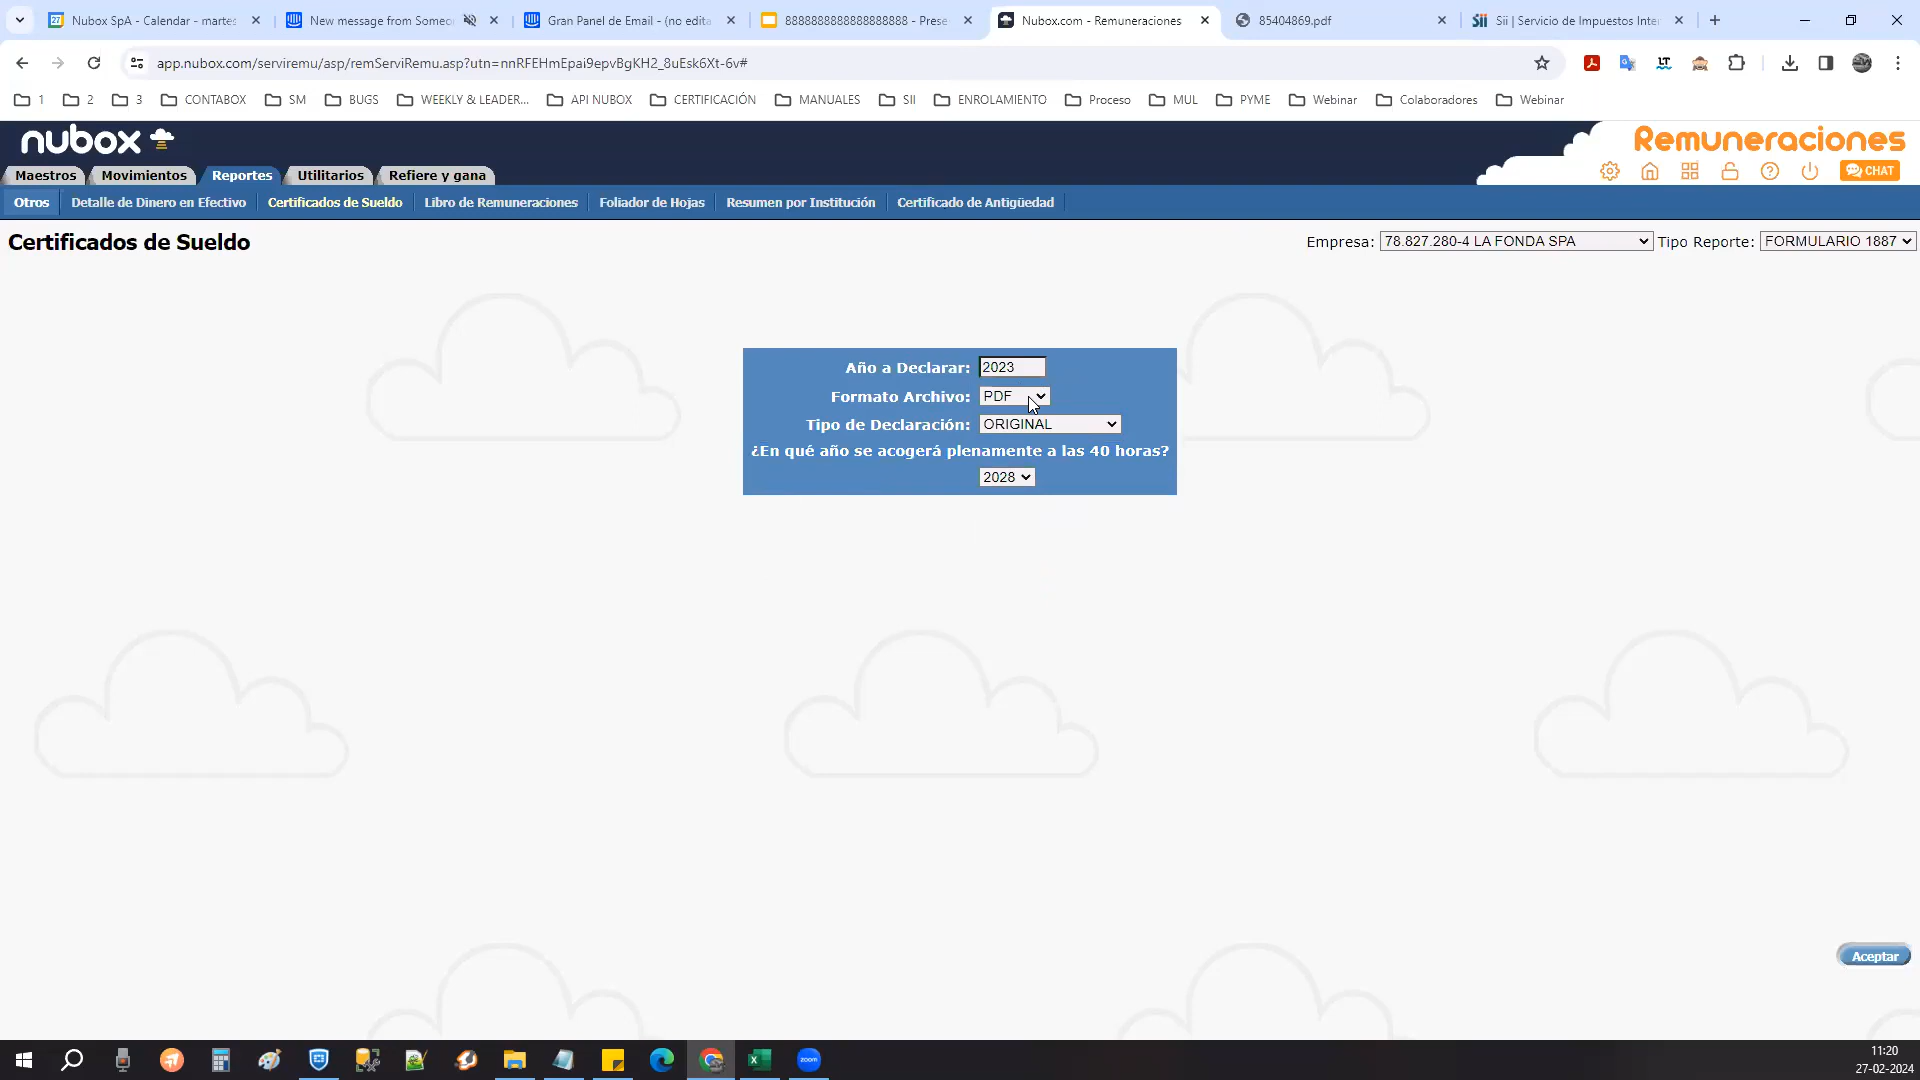 Nubox SpA - Calendar - martes
New message from Someo
Gran Panel de Email - (no edita
8888888888888888888 - Prese
Nubox.com - Remuneraciones
85404869.pdf
Sii | Servicio de Impuestos Inter
app.nubox.com/serviremu/asp/remServiRemu.asp?utn=nnRFEHmEpai9epvBgKH2_8uEsk6Xt-6v#
1
2
3
CONTABOX
SM
BUGS
WEEKLY & LEADER...
API NUBOX
CERTIFICACIÓN
MANUALES
SII
ENROLAMIENTO
Proceso
MUL
PYME
Webinar
Colaboradores
Webinar
nubox
Remuneraciones
CHAT
Maestros
Movimientos
Reportes
Utilitarios
Refiere y gana
Otros
Detalle de Dinero en Efectivo
Certificados de Sueldo
Libro de Remuneraciones
Foliador de Hojas
Resumen por Institución
Certificado de Antigüedad
Certificados de Sueldo
Empresa: 78.827.280-4 LA FONDA SPA Tipo Reporte: FORMULARIO 1887
Año a Declarar: 2023
Formato Archivo: PDF
Tipo de Declaración: ORIGINAL
¿En qué año se acogerá plenamente a las 40 horas?
2028
Aceptar
zoom
11:20
27-02-2024